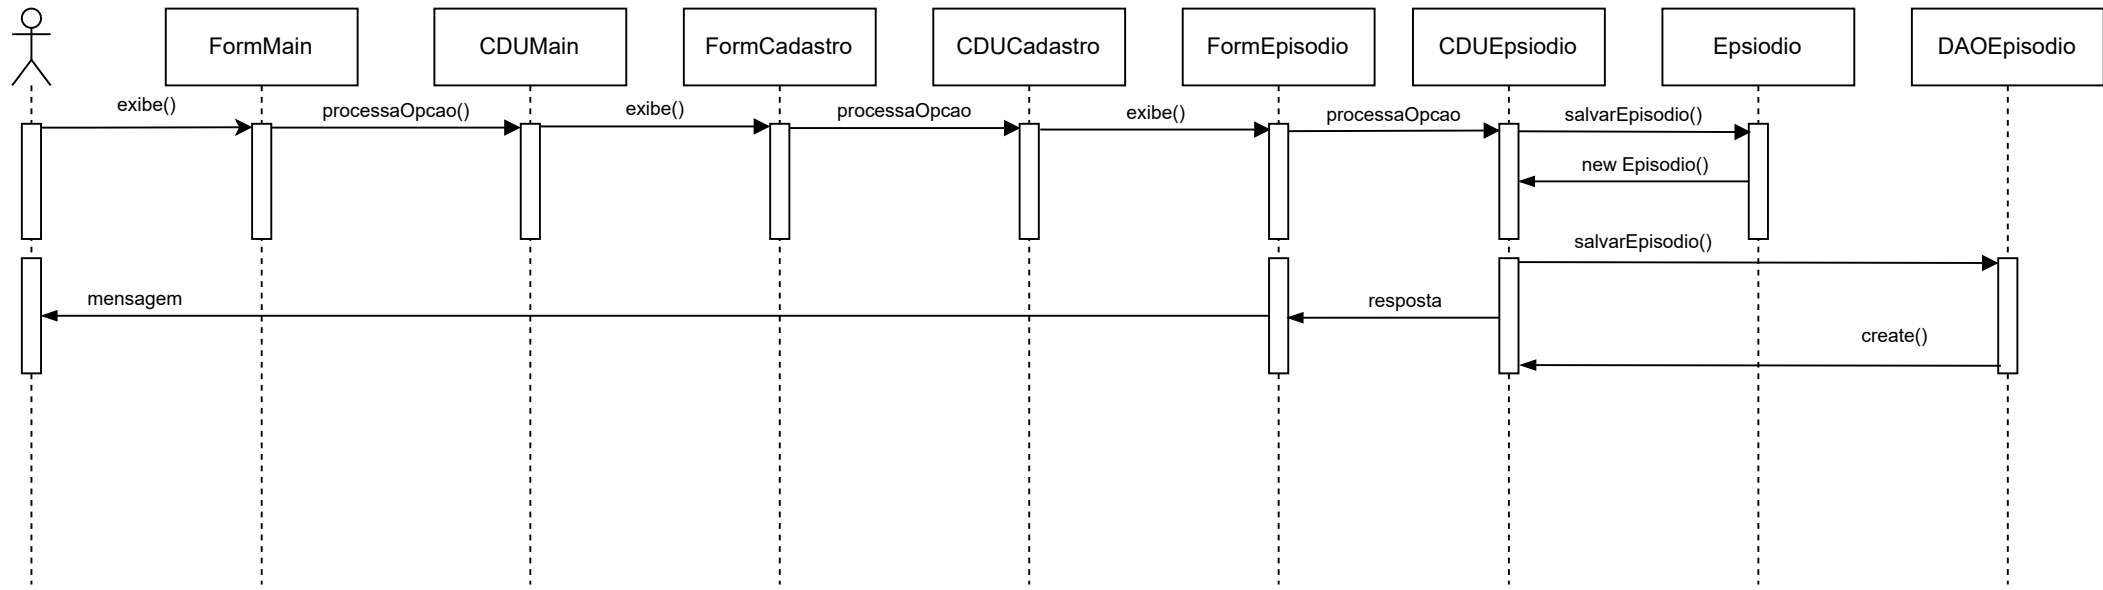 FormMain
CDUMain
FormCadastro
CDUCadastro
FormEpisodio
CDUEpsiodio
Epsiodio
DAOEpisodio
exibe()
processaOpcao()
exibe()
processaOpcao
exibe()
processaOpcao
salvarEpisodio()
new Episodio()
salvarEpisodio()
mensagem
resposta
create()